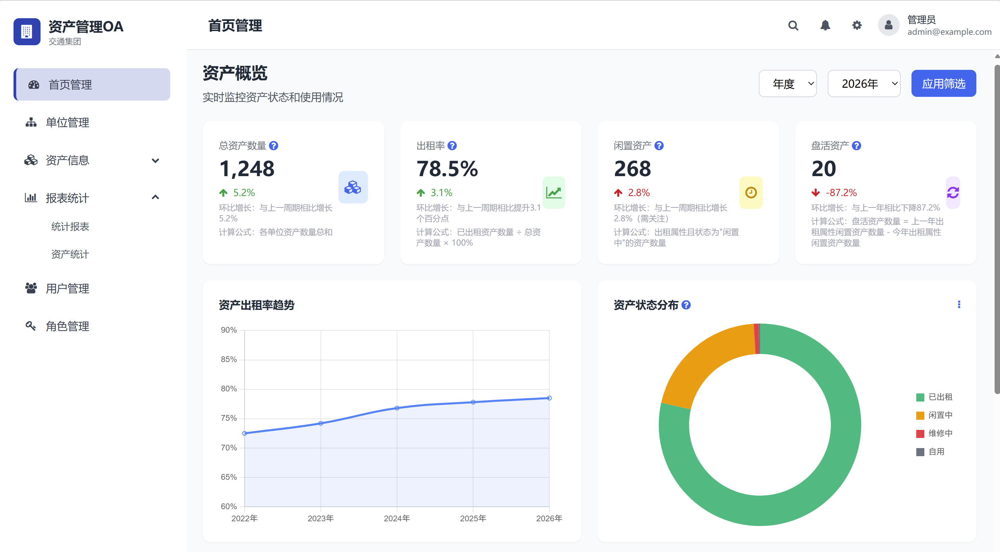 资产管理OA
交通集团
首页管理
管理员
admin@example.com
首页管理
单位管理
资产信息
报表统计
统计报表
资产统计
用户管理
角色管理
资产概览
实时监控资产状态和使用情况
年度
2026年
应用筛选
总资产数量
1,248
5.2%
环比增长：与上一周期相比增长
5.2%
计算公式：各单位资产数量总和
出租率
78.5%
3.1%
环比增长：与上一周期相比提升3.1
个百分点
计算公式：已出租资产数量 ÷ 总资
产数量 × 100%
闲置资产
268
2.8%
环比增长：与上一周期相比增长
2.8%（需关注）
计算公式：出租属性且状态为"闲置
中"的资产数量
盘活资产
20
-87.2%
环比增长：与上一年相比下降87.2%
计算公式：盘活资产数量 = 上一年出
租属性闲置资产数量 - 今年出租属性
闲置资产数量
资产出租率趋势
90%
85%
80%
75%
70%
65%
60%
2022年
2023年
2024年
2025年
2026年
资产状态分布
已出租
闲置中
维修中
自用